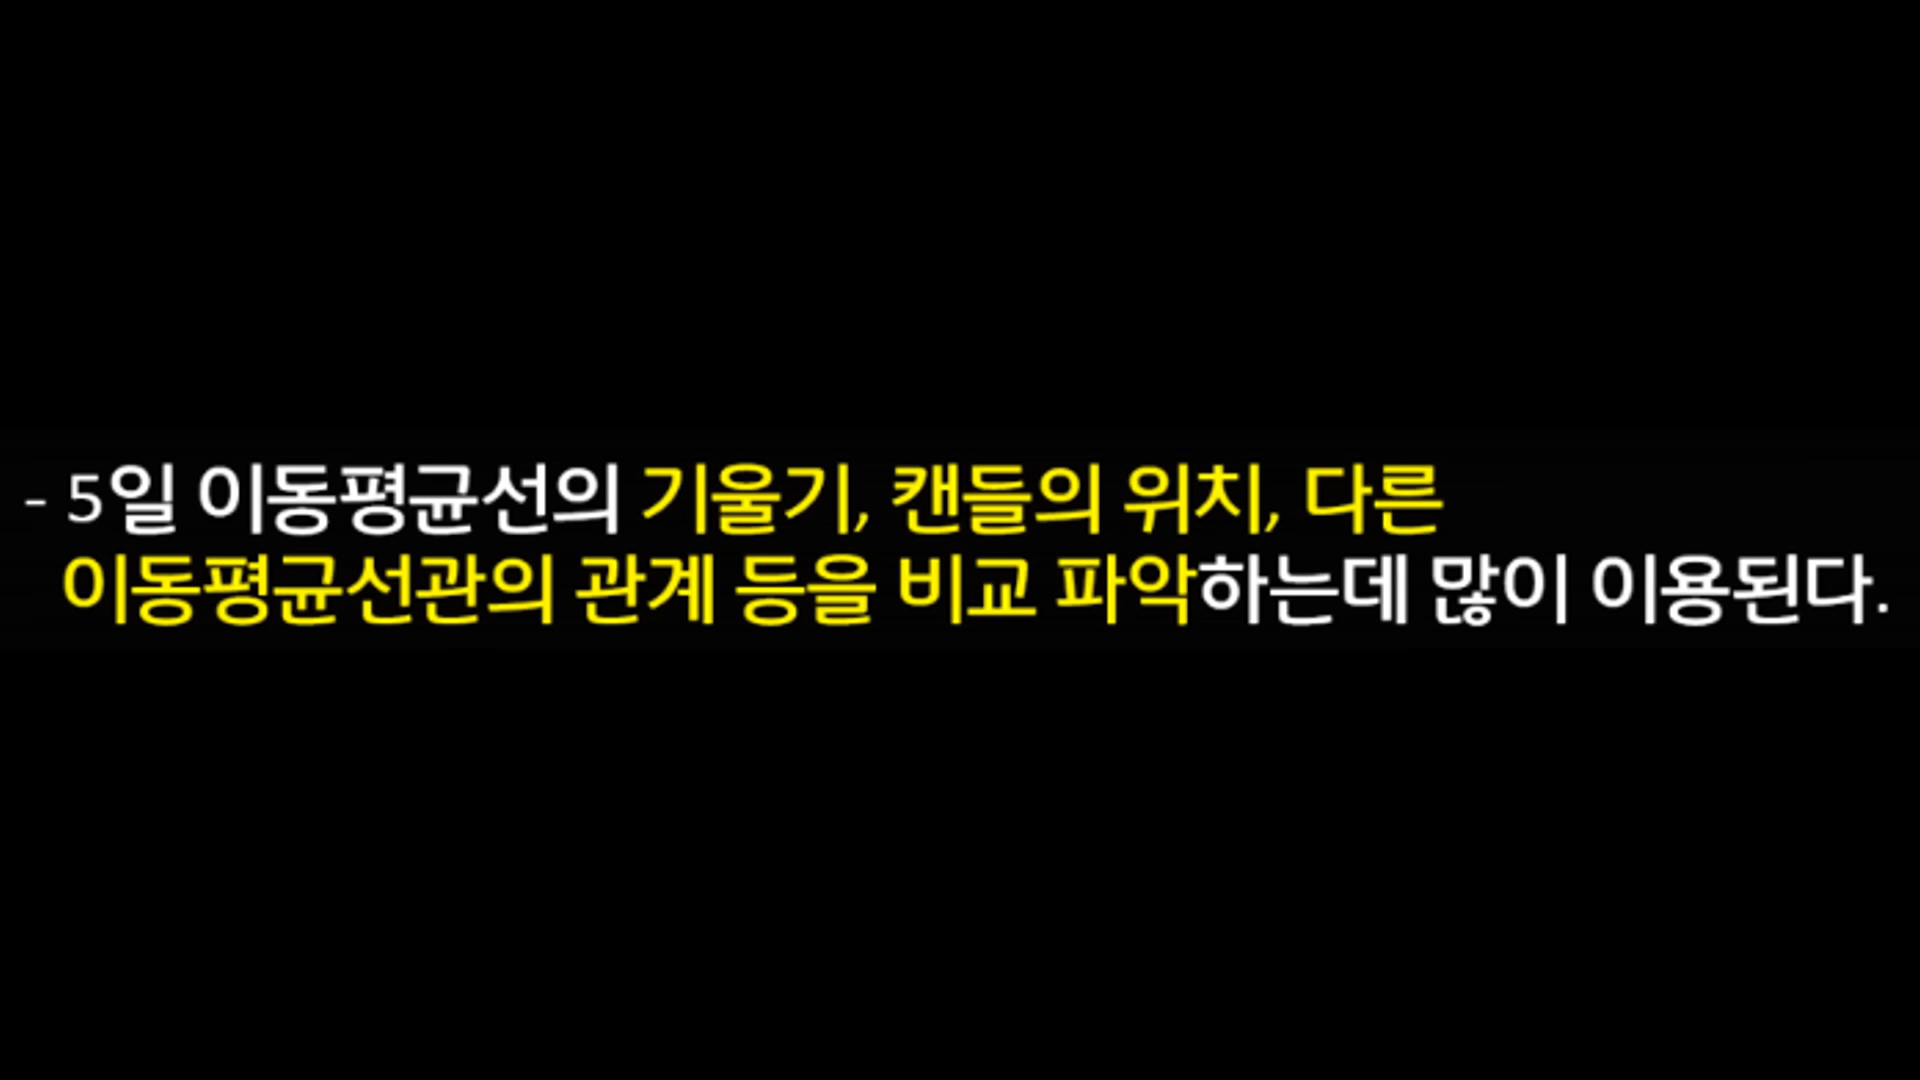 - 5일 이동평균선의 기울기, 캔들의 위치, 다른
이동평균선관의 관계 등을 비교 파악하는데 많이 이용된다.